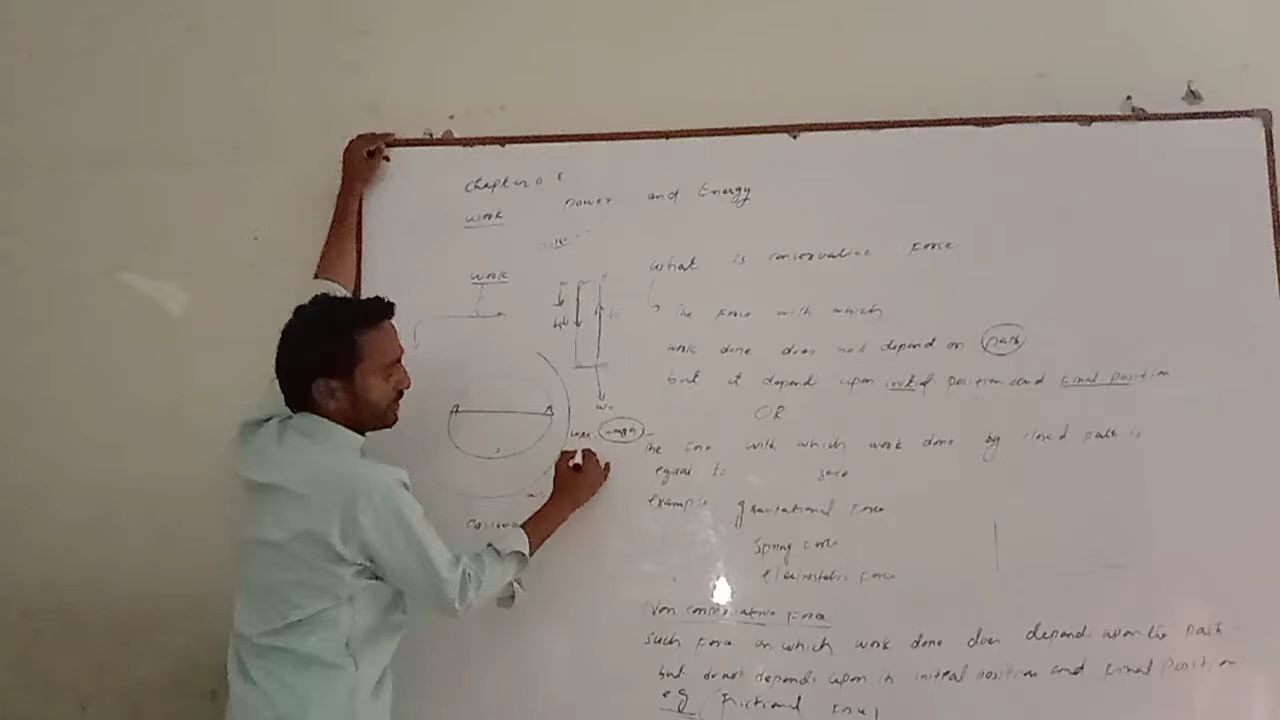 Chapter 08
Work Power and Energy
Work
What is conservative Force
The Force with which
work done does not depend on path
but it depend upon initial position and Final position
OR
The Force with which work done by closed path is
equal to zero
example gravitational Force
Spring Force
Electrostatic Force
Non conservative Force
Such Force in which work done does depend upon the path
but do not depends upon its initial position and Final Position
eg Frictional Force
A B